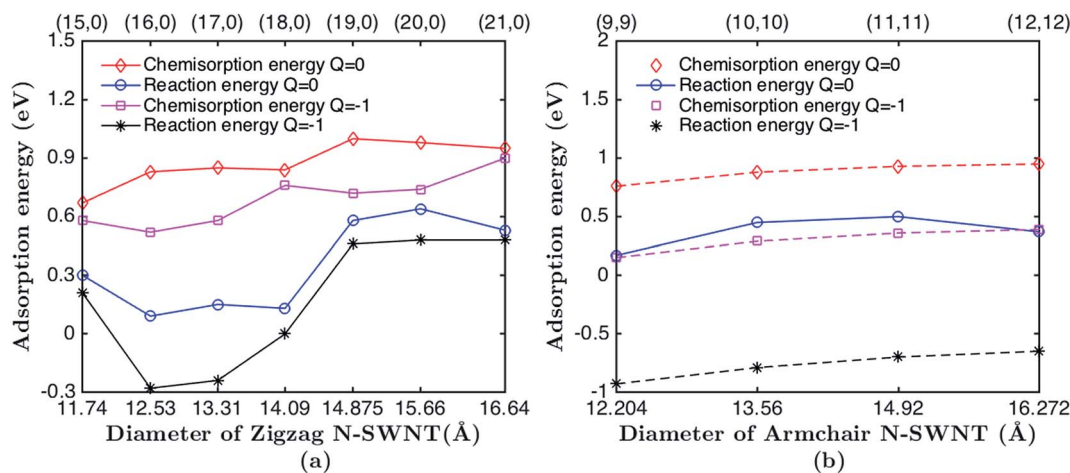 (15,0) (16,0) (17,0) (18,0) (19,0) (20,0) (21,0)
1.5
1.2
0.9
0.6
0.3
0
-0.3
Adsorption energy (eV)
Chemisorption energy Q=0
Reaction energy Q=0
Chemisorption energy Q=-1
Reaction energy Q=-1
11.74 12.53 13.31 14.09 14.875 15.66 16.64
Diameter of Zigzag N-SWNT(Å)
(a)
(9,9) (10,10) (11,11) (12,12)
2
1.5
1
0.5
0
-0.5
-1
Adsorption energy (eV)
Chemisorption energy Q=0
Reaction energy Q=0
Chemisorption energy Q=-1
Reaction energy Q=-1
12.204 13.56 14.92 16.272
Diameter of Armchair N-SWNT (Å)
(b)